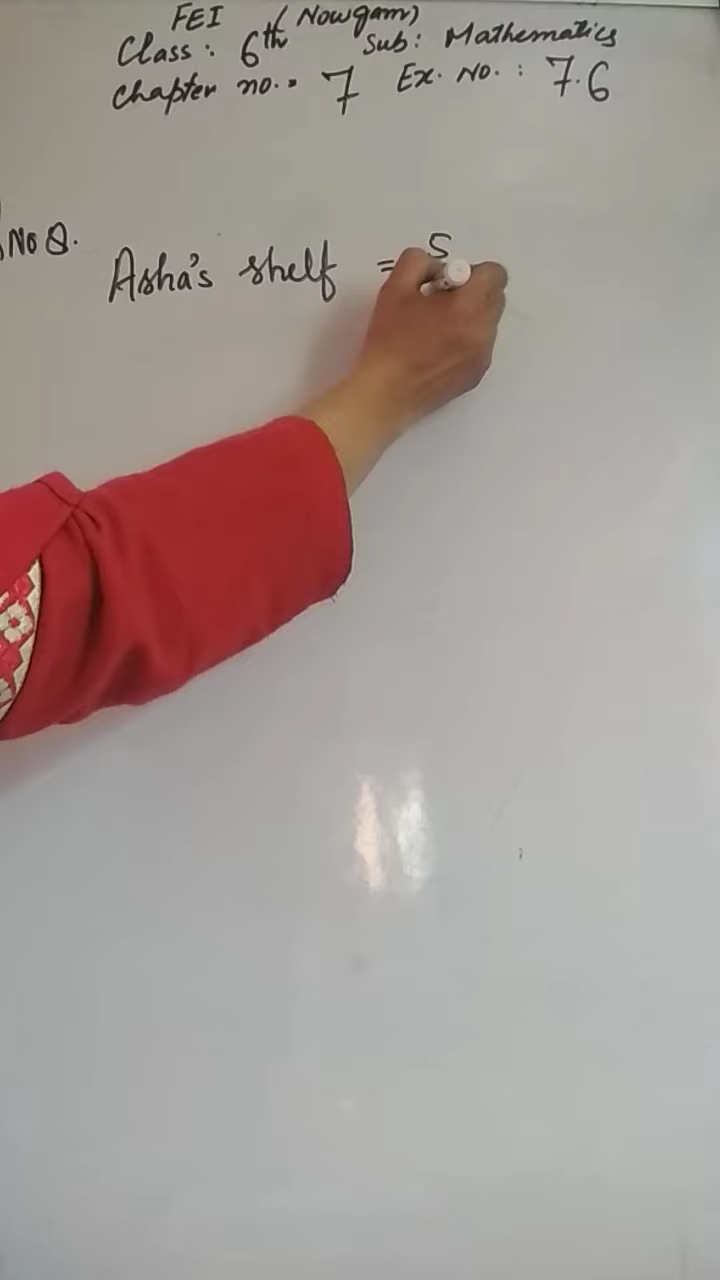 FEI (Nowgam)
Class: 6th Sub: Mathematics
Chapter no.: 7 Ex. No.: 7.6
No 8.
Asha's shelf = 5